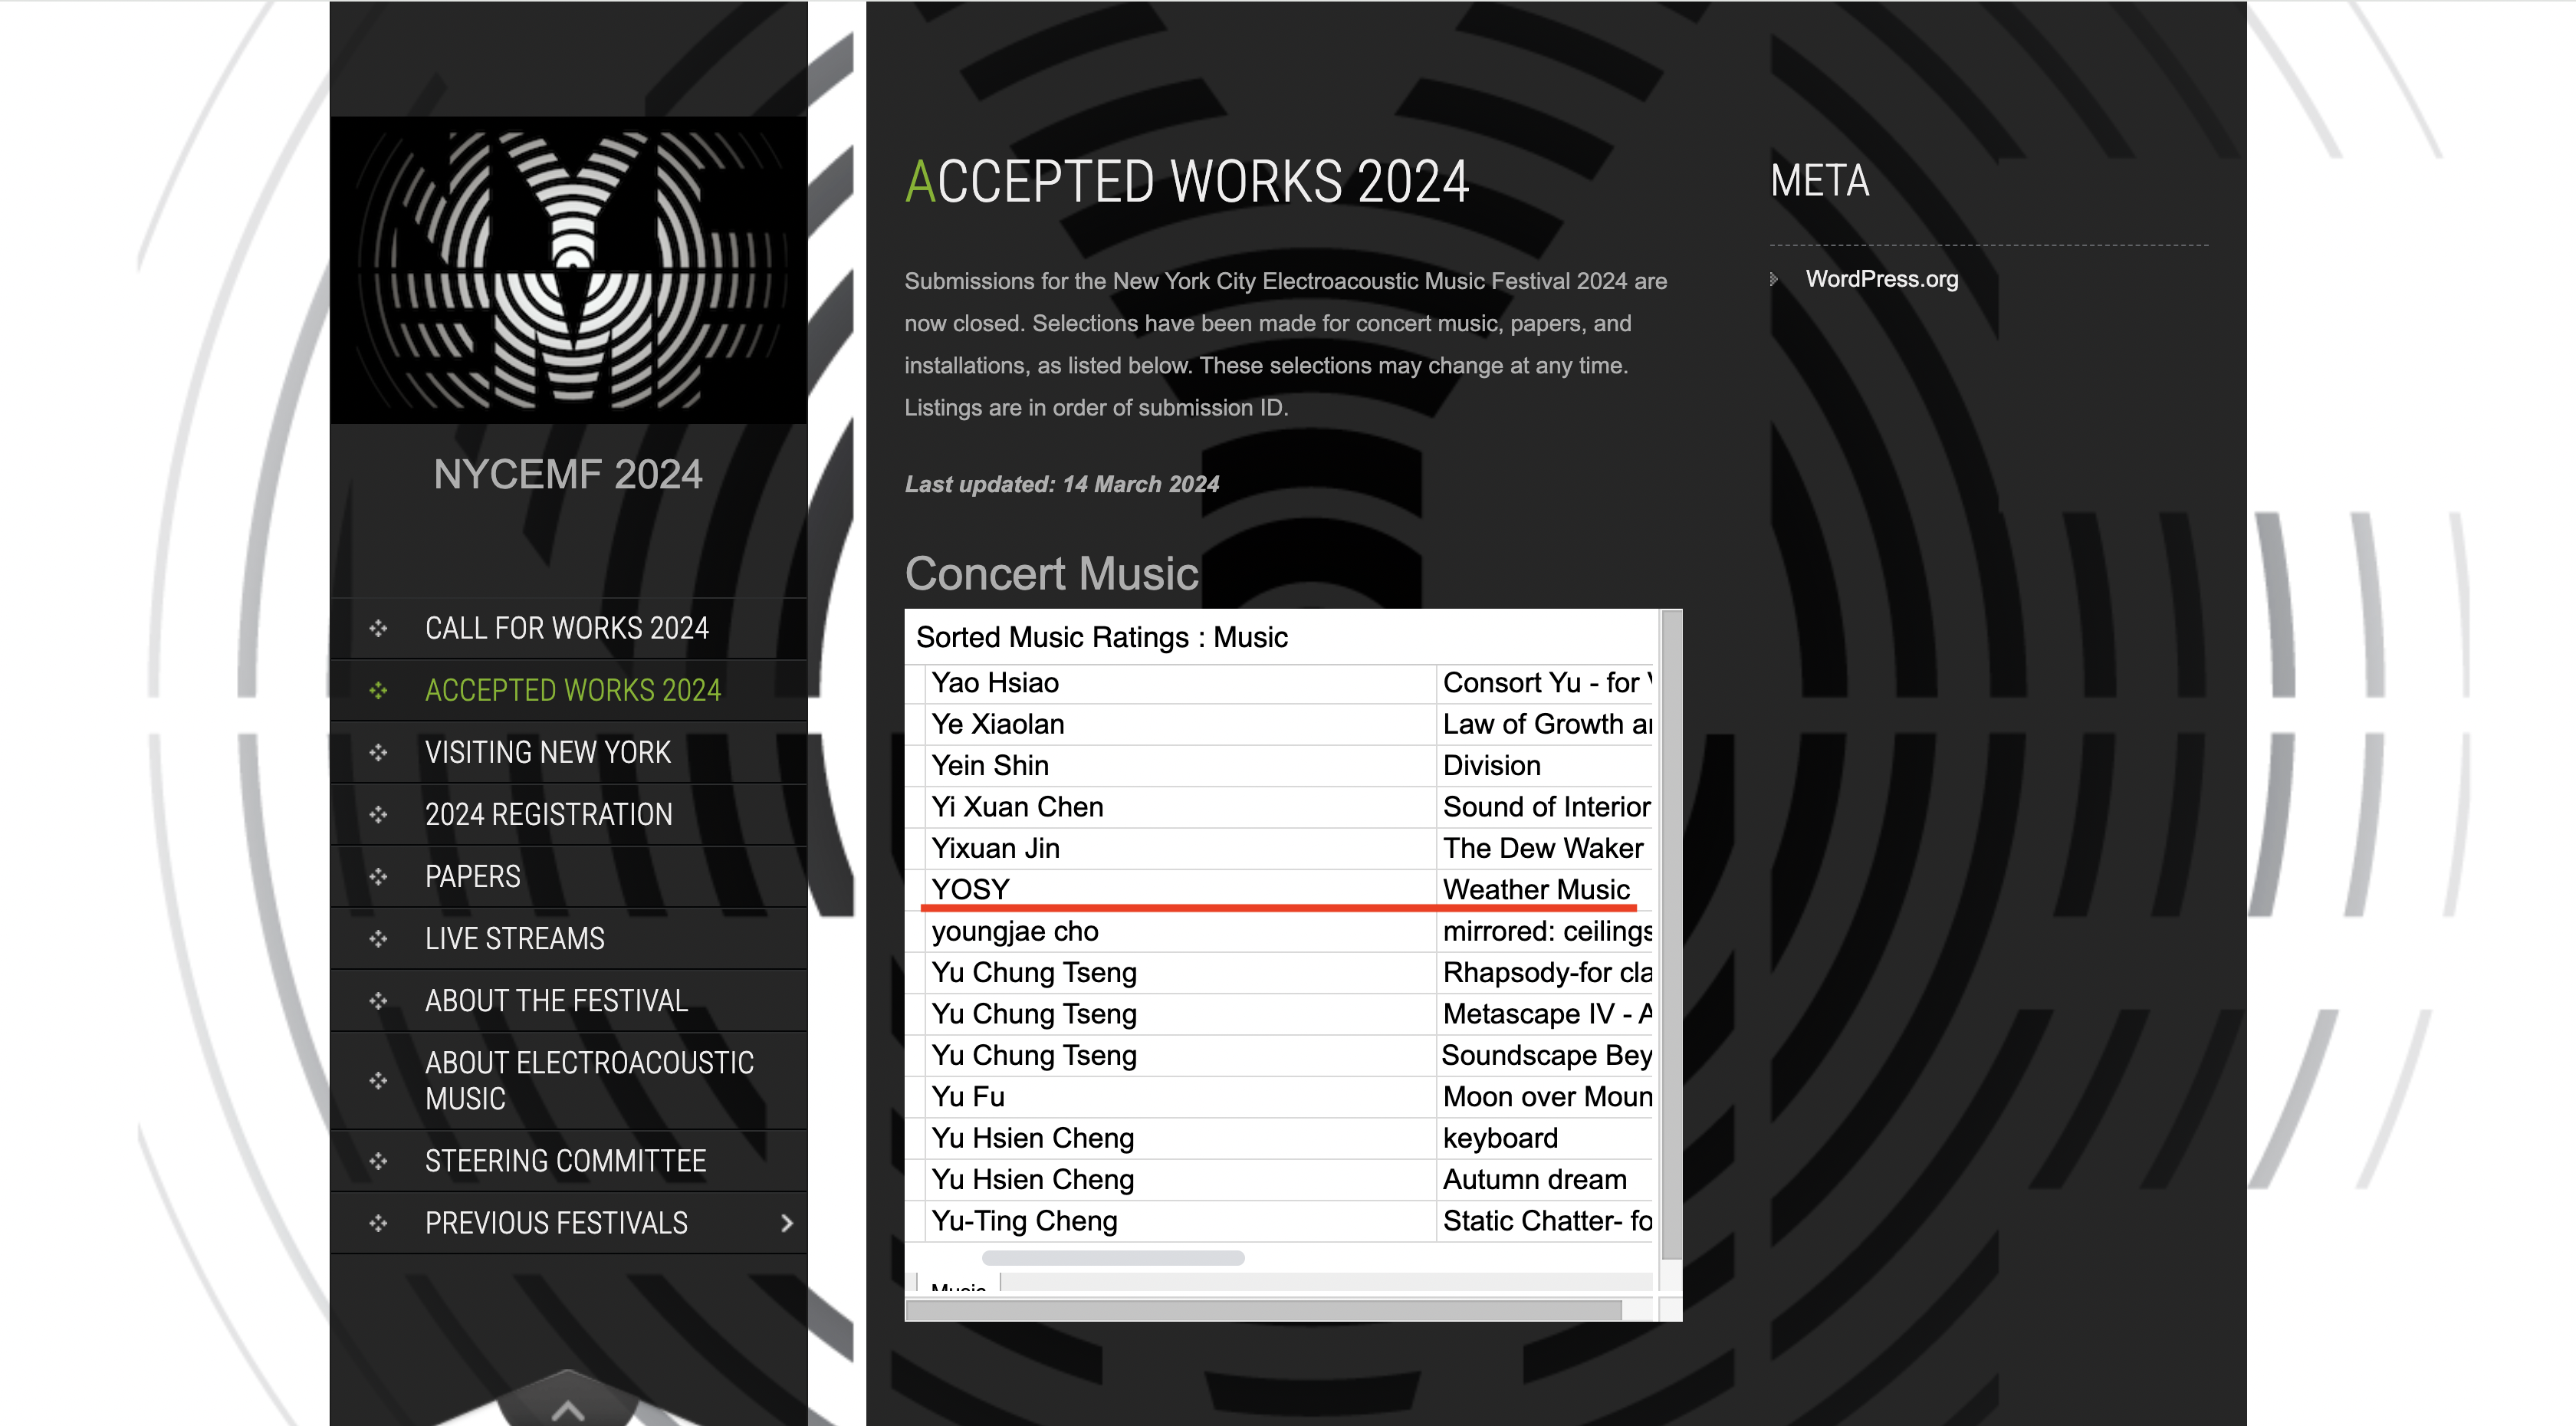 NYCEMF 2024
CALL FOR WORKS 2024
ACCEPTED WORKS 2024
VISITING NEW YORK
2024 REGISTRATION
PAPERS
LIVE STREAMS
ABOUT THE FESTIVAL
ABOUT ELECTROACOUSTIC
MUSIC
STEERING COMMITTEE
PREVIOUS FESTIVALS
ACCEPTED WORKS 2024
Submissions for the New York City Electroacoustic Music Festival 2024 are
now closed. Selections have been made for concert music, papers, and
installations, as listed below. These selections may change at any time.
Listings are in order of submission ID.
Last updated: 14 March 2024
Concert Music
Sorted Music Ratings : Music
Yao Hsiao Consort Yu - for
Ye Xiaolan Law of Growth
Yein Shin Division
Yi Xuan Chen Sound of Interior
Yixuan Jin The Dew Waker
YOSY Weather Music
youngjae cho mirrored: ceilings
Yu Chung Tseng Rhapsody-for cla
Yu Chung Tseng Metascape IV - A
Yu Chung Tseng Soundscape Bey
Yu Fu Moon over Moun
Yu Hsien Cheng keyboard
Yu Hsien Cheng Autumn dream
Yu-Ting Cheng Static Chatter- fo
Music
META
WordPress.org